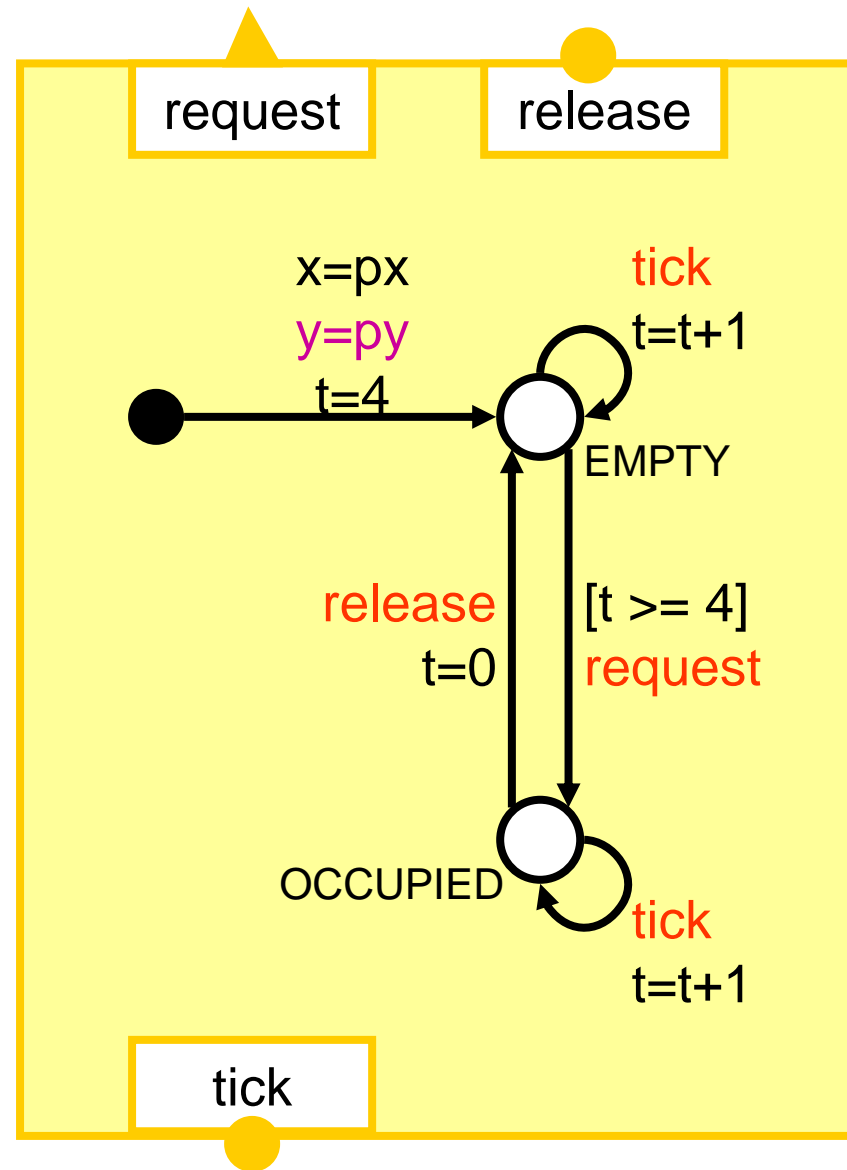 request
release
x=px
y=py
t=4
tick
t=t+1
EMPTY
release
t=0
[t >= 4]
request
OCCUPIED
tick
t=t+1
tick